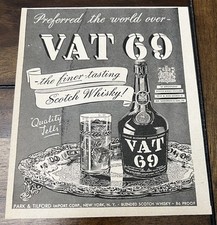 Preferred the world over-
VAT 69
-the finer-tasting
Scotch Whisky!
"Quality
Tells"
VAT
69
PARK & TILFORD IMPORT CORP., NEW YORK, N. Y. - BLENDED SCOTCH WHISKY - 86 PROOF